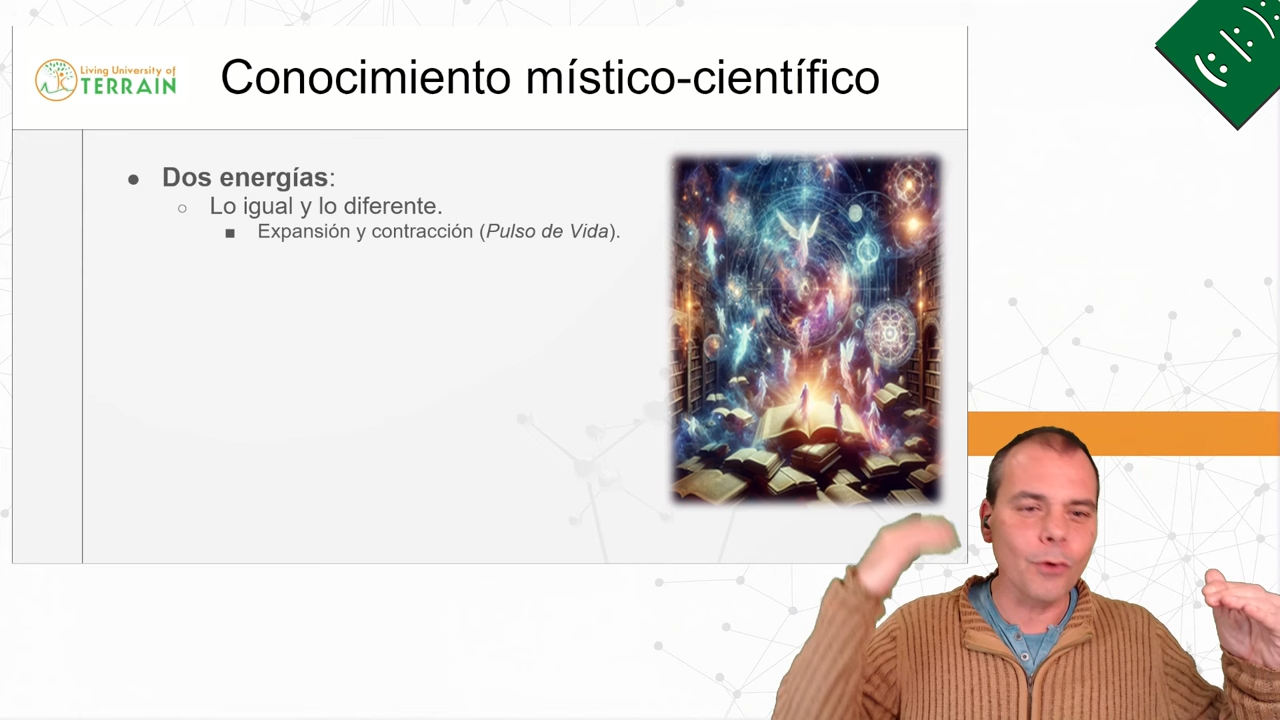 Living University of
TERRAIN
Conocimiento místico-científico
Dos energías:
Lo igual y lo diferente.
Expansión y contracción (Pulso de Vida).